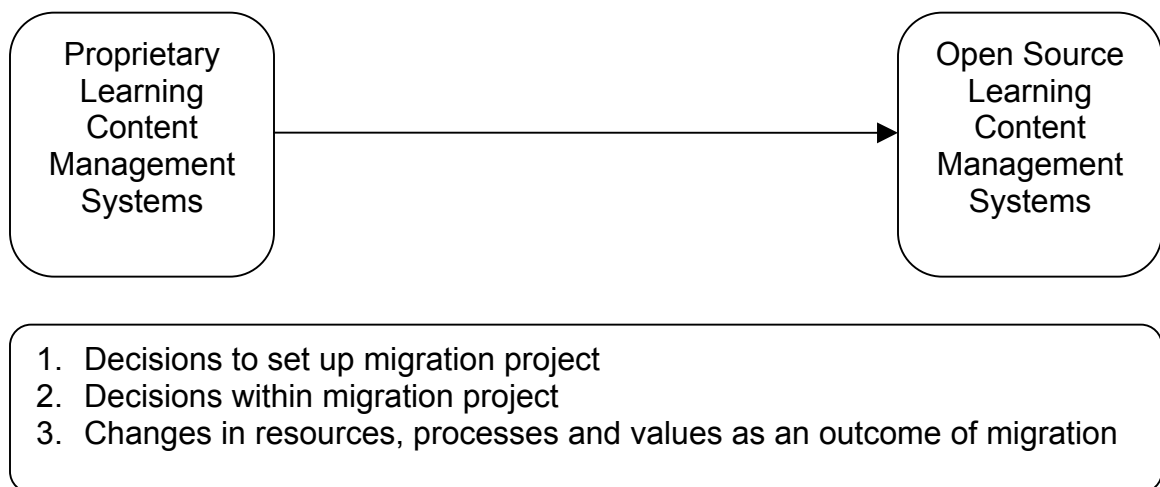 Proprietary
Learning
Content
Management
Systems
Open Source
Learning
Content
Management
Systems
1. Decisions to set up migration project
2. Decisions within migration project
3. Changes in resources, processes and values as an outcome of migration